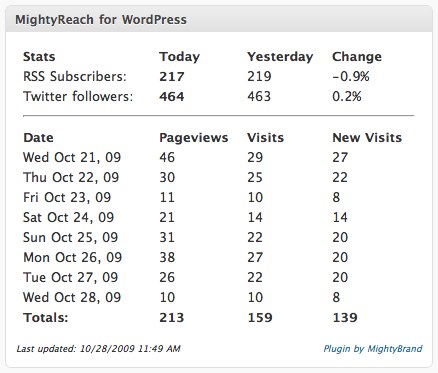 MightyReach for WordPress
Stats Today Yesterday Change
RSS Subscribers: 217 219 -0.9%
Twitter followers: 464 463 0.2%
Date Pageviews Visits New Visits
Wed Oct 21, 09 46 29 27
Thu Oct 22, 09 30 25 22
Fri Oct 23, 09 11 10 8
Sat Oct 24, 09 21 14 14
Sun Oct 25, 09 31 22 20
Mon Oct 26, 09 38 27 20
Tue Oct 27, 09 26 22 20
Wed Oct 28, 09 10 10 8
Totals: 213 159 139
Last updated: 10/28/2009 11:49 AM Plugin by MightyBrand